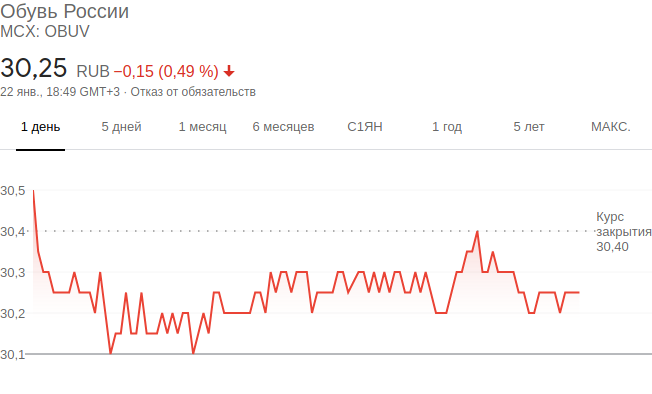 Обувь России
MCX: OBUV
30,25 RUB −0,15 (0,49 %)
22 янв., 18:49 GMT+3 · Отказ от обязательств
1 день 5 дней 1 месяц 6 месяцев С1ЯН 1 год 5 лет МАКС.
30,5
30,4
30,3
30,2
30,1
Курс
закрытия
30,40